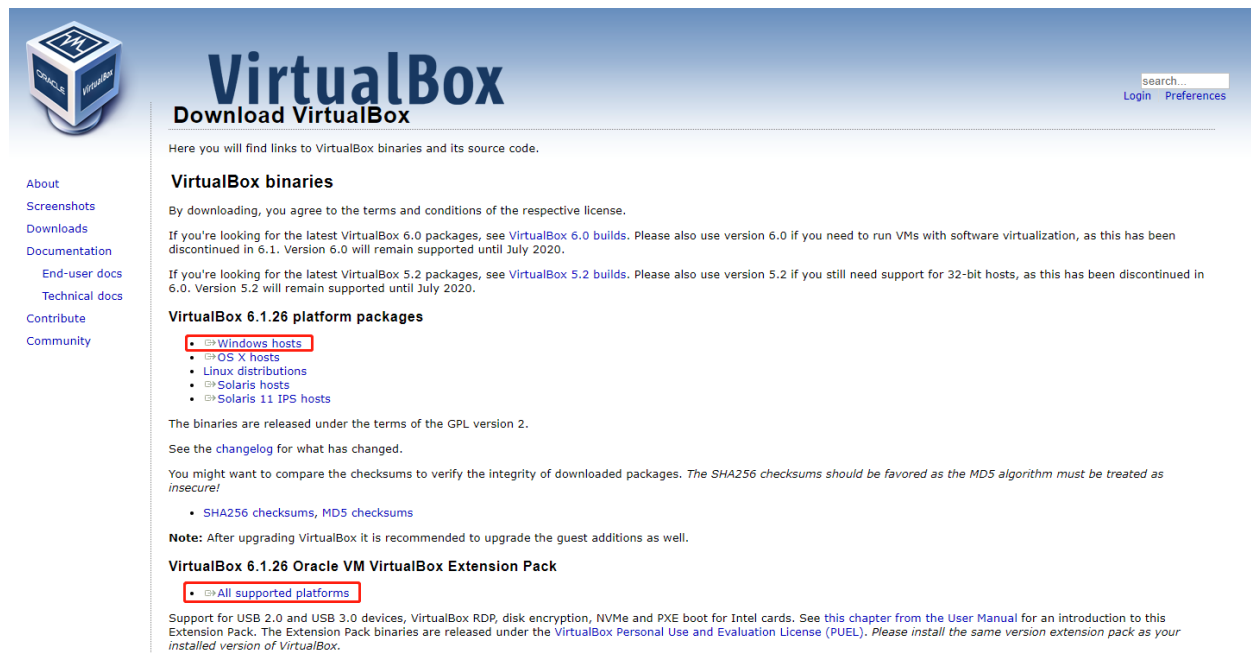 VirtualBox
ORACLE
VirtualBox
search...
Login Preferences
Download VirtualBox
Here you will find links to VirtualBox binaries and its source code.
About
Screenshots
Downloads
Documentation
End-user docs
Technical docs
Contribute
Community
VirtualBox binaries
By downloading, you agree to the terms and conditions of the respective license.
If you're looking for the latest VirtualBox 6.0 packages, see VirtualBox 6.0 builds. Please also use version 6.0 if you need to run VMs with software virtualization, as this has been
discontinued in 6.1. Version 6.0 will remain supported until July 2020.
If you're looking for the latest VirtualBox 5.2 packages, see VirtualBox 5.2 builds. Please also use version 5.2 if you still need support for 32-bit hosts, as this has been discontinued in
6.0. Version 5.2 will remain supported until July 2020.
VirtualBox 6.1.26 platform packages
• Windows hosts
• OS X hosts
• Linux distributions
• Solaris hosts
• Solaris 11 IPS hosts
The binaries are released under the terms of the GPL version 2.
See the changelog for what has changed.
You might want to compare the checksums to verify the integrity of downloaded packages. The SHA256 checksums should be favored as the MD5 algorithm must be treated as
insecure!
• SHA256 checksums, MD5 checksums
Note: After upgrading VirtualBox it is recommended to upgrade the guest additions as well.
VirtualBox 6.1.26 Oracle VM VirtualBox Extension Pack
• All supported platforms
Support for USB 2.0 and USB 3.0 devices, VirtualBox RDP, disk encryption, NVMe and PXE boot for Intel cards. See this chapter from the User Manual for an introduction to this
Extension Pack. The Extension Pack binaries are released under the VirtualBox Personal Use and Evaluation License (PUEL). Please install the same version extension pack as your
installed version of VirtualBox.